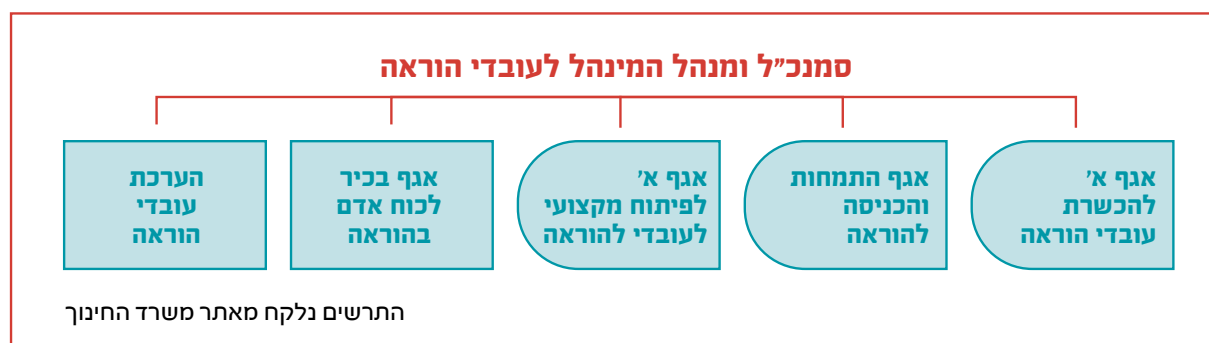 סמנכ״ל ומנהל המינהל לעובדי הוראה
אגף א׳
להכשרת
עובדי הוראה
אגף התמחות
והכניסה
להוראה
אגף א׳
לפיתוח מקצועי
לעובדי להוראה
אגף בכיר
לכוח אדם
בהוראה
הערכת
עובדי
הוראה
התרשים נלקח מאתר משרד החינוך